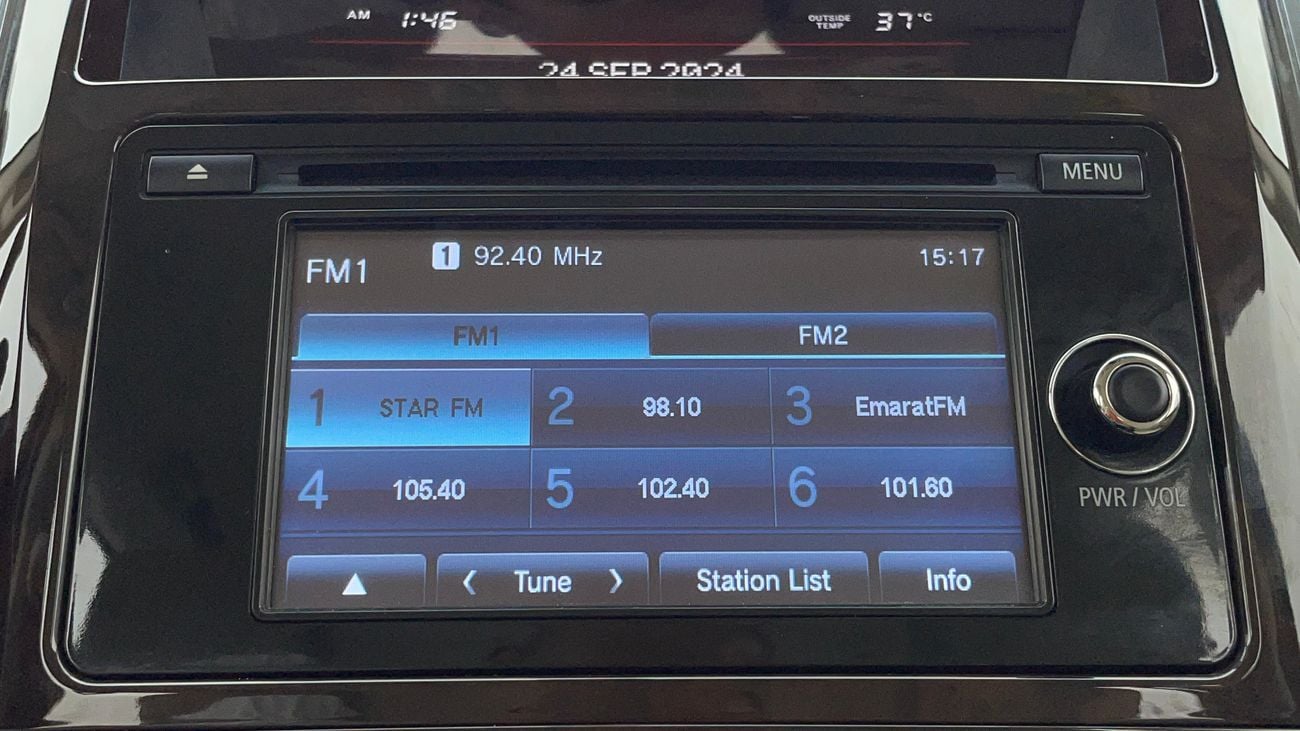 AM 1:46 OUTSIDE TEMP 37°C
24 SEP 2024
MENU
FM1 1 92.40 MHz 15:17
FM1 FM2
1 STAR FM 2 98.10 3 EmaratFM
4 105.40 5 102.40 6 101.60
PWR / VOL
Tune Station List Info